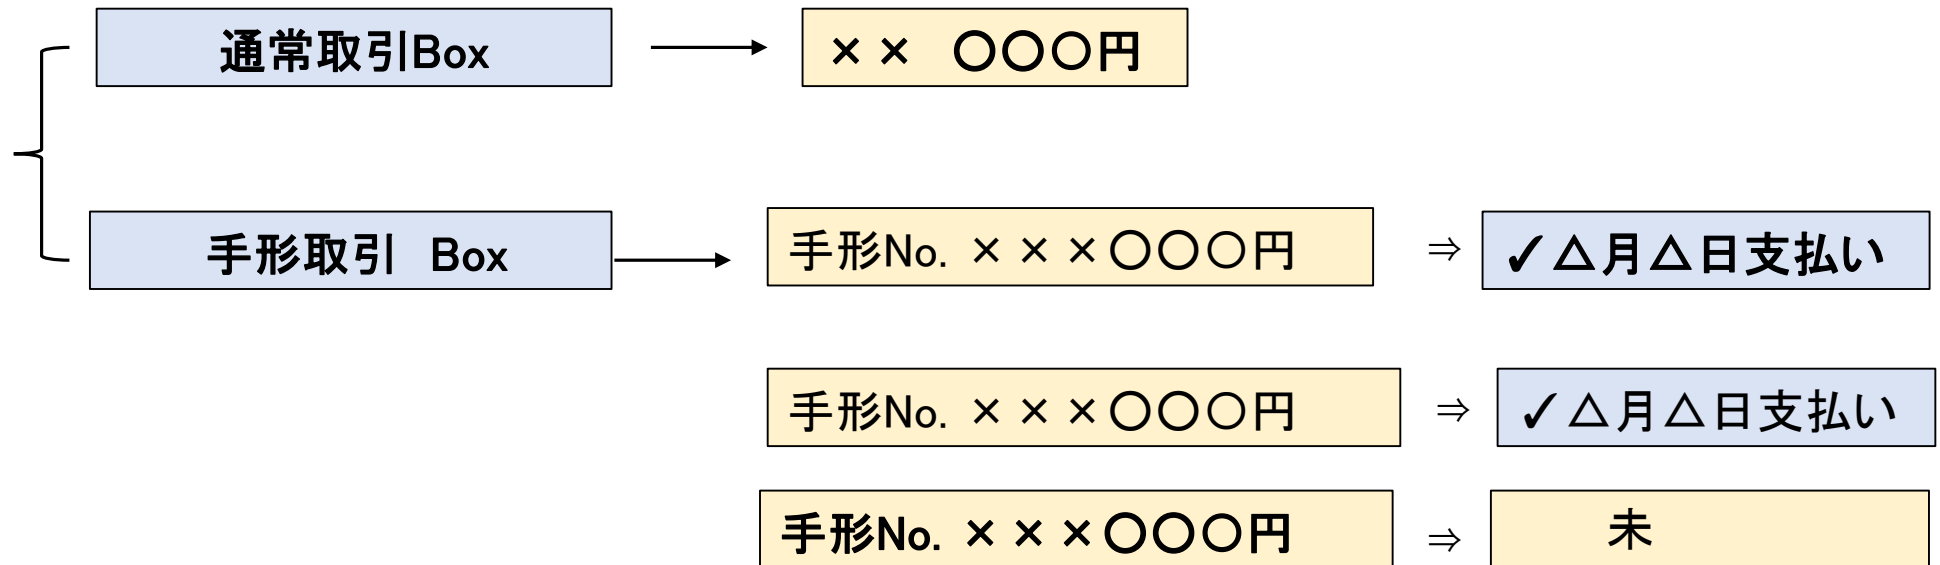 通常取引Box
×× 〇〇〇円
手形取引 Box
手形No. ×××〇〇〇円
⇒
✓△月△日支払い
手形No. ×××〇〇〇円
⇒
✓△月△日支払い
手形No. ×××〇〇〇円
⇒
未